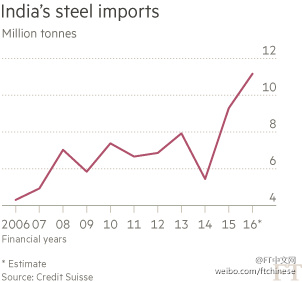 India's steel imports
Million tonnes
12
10
8
6
4
2006 07 08 09 10 11 12 13 14 15 16*
Financial years
* Estimate
Source: Credit Suisse
@FT中文网
weibo.com/ftchinese
FT